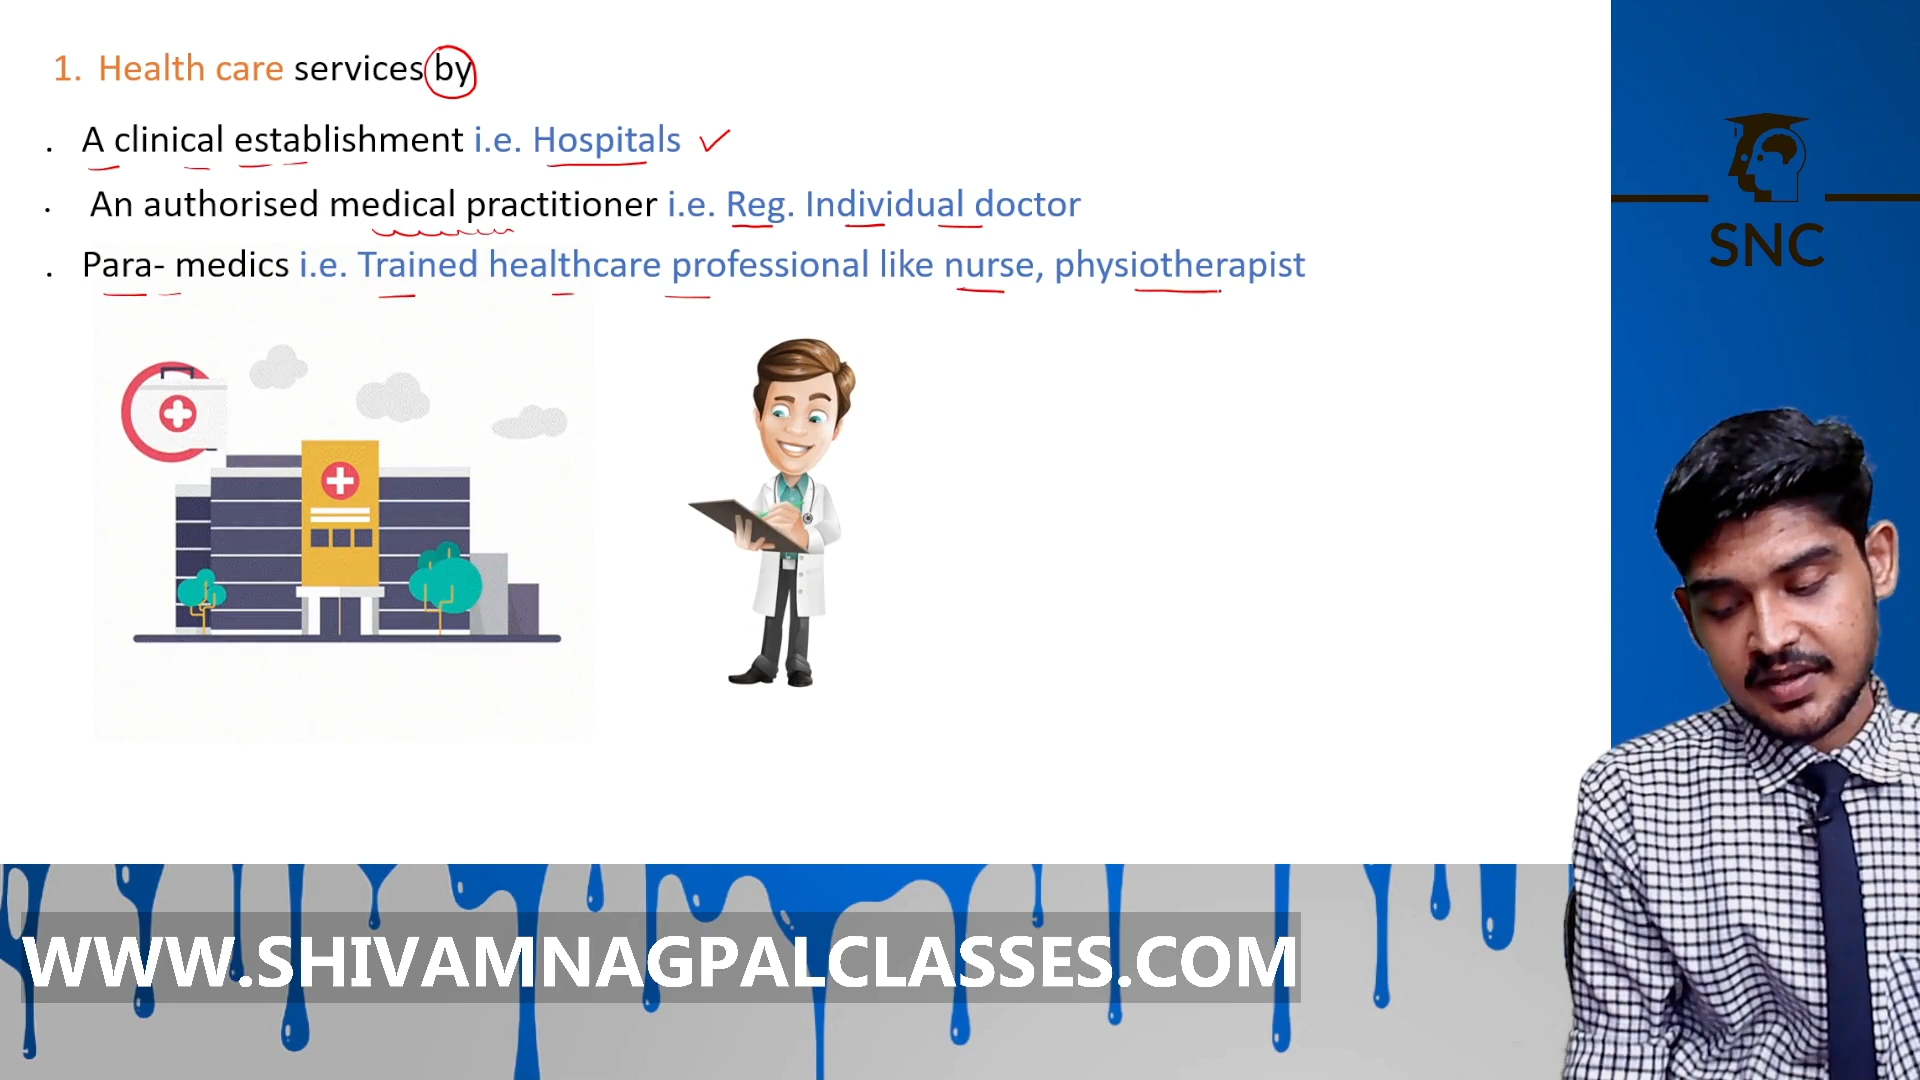 1. Health care services by
. A clinical establishment i.e. Hospitals
. An authorised medical practitioner i.e. Reg. Individual doctor
. Para- medics i.e. Trained healthcare professional like nurse, physiotherapist
SNC
WWW.SHIVAMNAGPALCLASSES.COM